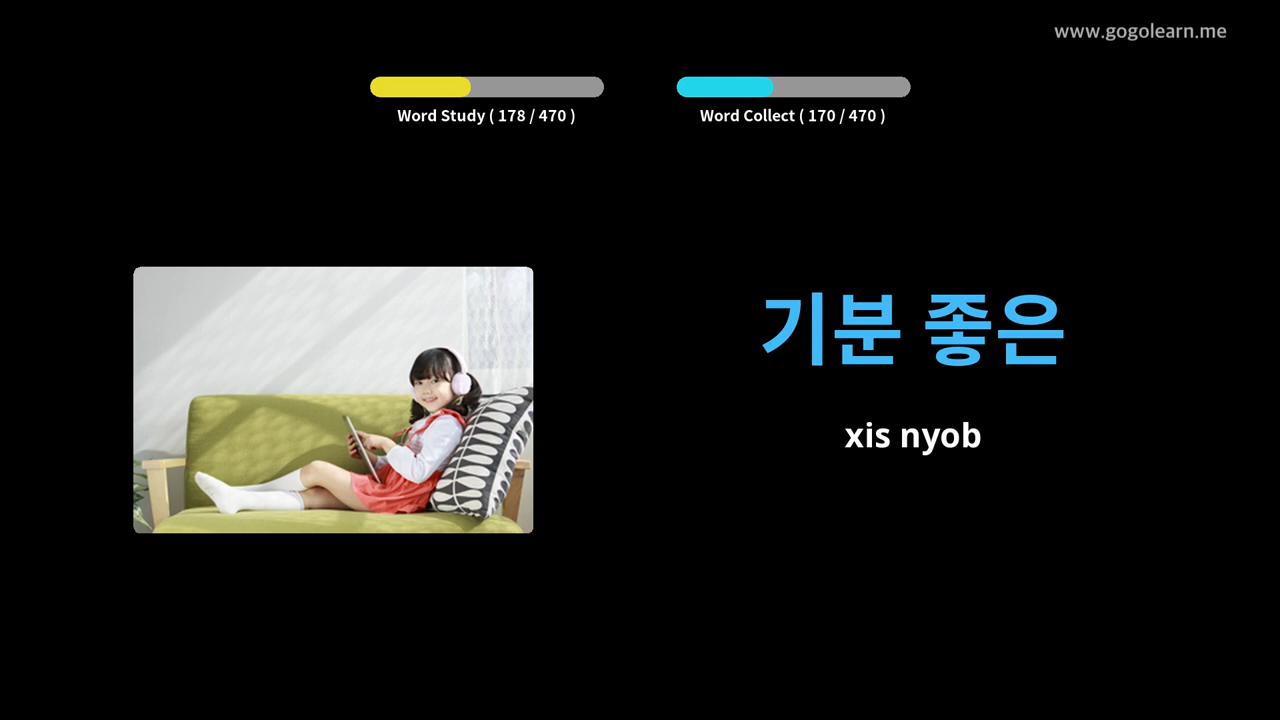 www.gogolearn.me
Word Study ( 178 / 470 )
Word Collect ( 170 / 470 )
기분 좋은
xis nyob